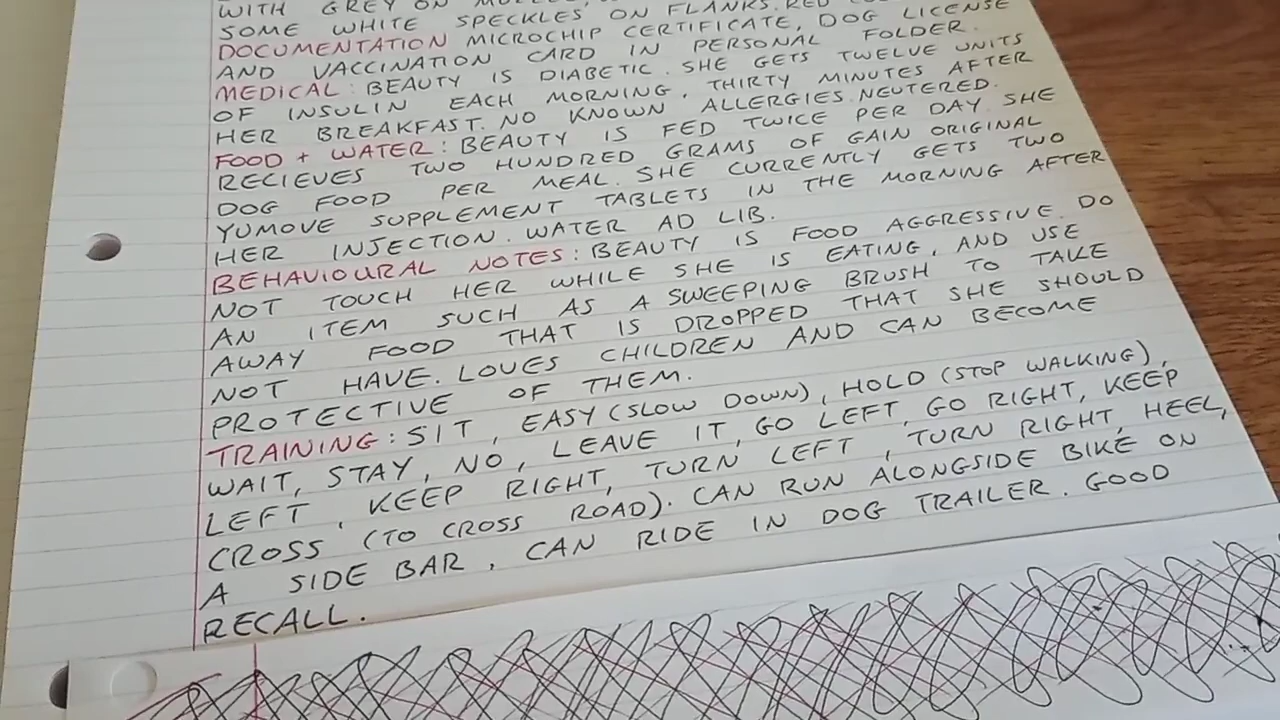 WITH GREY ON
SOME WHITE SPECKLES ON FLANKS. RED
DOCUMENTATION MICROCHIP CERTIFICATE, DOG LICENSE
AND VACCINATION CARD IN PERSONAL FOLDER.
MEDICAL: BEAUTY IS DIABETIC. SHE GETS TWELVE UNITS
OF INSULIN EACH MORNING, THIRTY MINUTES AFTER
HER BREAKFAST. NO KNOWN ALLERGIES. NEUTERED.
FOOD + WATER: BEAUTY IS FED TWICE PER DAY. SHE
RECIEVES TWO HUNDRED GRAMS OF GAIN ORIGINAL
DOG FOOD PER MEAL. SHE CURRENTLY GETS TWO
YUMOVE SUPPLEMENT TABLETS IN THE MORNING AFTER
HER INJECTION. WATER AD LIB.
BEHAVIOURAL NOTES: BEAUTY IS FOOD AGGRESSIVE. DO
NOT TOUCH HER WHILE SHE IS EATING, AND USE
AN ITEM SUCH AS A SWEEPING BRUSH TO TAKE
AWAY FOOD THAT IS DROPPED THAT SHE SHOULD
NOT HAVE. LOVES CHILDREN AND CAN BECOME
PROTECTIVE OF THEM.
TRAINING: SIT, EASY (SLOW DOWN), HOLD (STOP WALKING),
WAIT, STAY, NO, LEAVE IT, GO LEFT, GO RIGHT, KEEP
LEFT, KEEP RIGHT, TURN LEFT, TURN RIGHT, HEEL,
CROSS (TO CROSS ROAD). CAN RUN ALONGSIDE BIKE ON
A SIDE BAR, CAN RIDE IN DOG TRAILER. GOOD
RECALL.